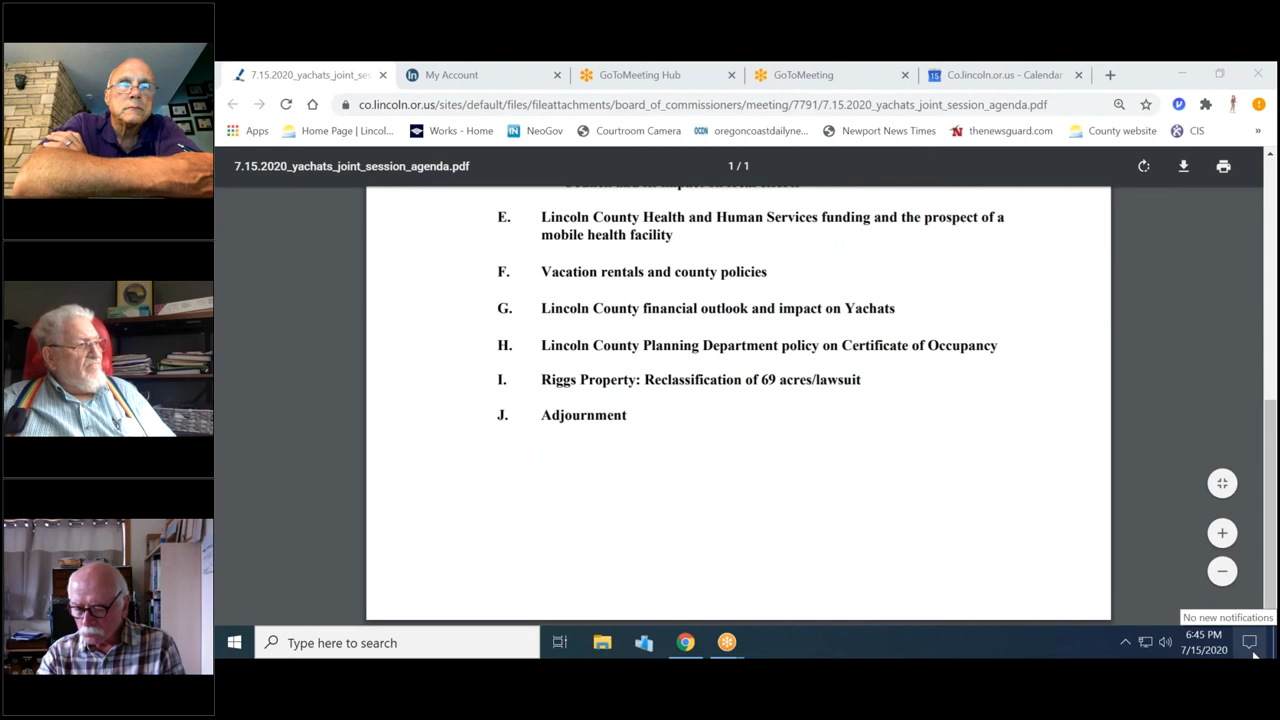 7.15.2020_yachats_joint_ses
My Account
GoToMeeting Hub
GoToMeeting
Co.lincoln.or.us - Calenda
co.lincoln.or.us/sites/default/files/fileattachments/board_of_commissioners/meeting/7791/7.15.2020_yachats_joint_session_agenda.pdf
Apps Home Page | Lincol... Works - Home NeoGov Courtroom Camera oregoncoastdailyne... Newport News Times thenewsguard.com County website CIS »
7.15.2020_yachats_joint_session_agenda.pdf 1 / 1
E. Lincoln County Health and Human Services funding and the prospect of a
mobile health facility
F. Vacation rentals and county policies
G. Lincoln County financial outlook and impact on Yachats
H. Lincoln County Planning Department policy on Certificate of Occupancy
I. Riggs Property: Reclassification of 69 acres/lawsuit
J. Adjournment
No new notifications
Type here to search
6:45 PM
7/15/2020